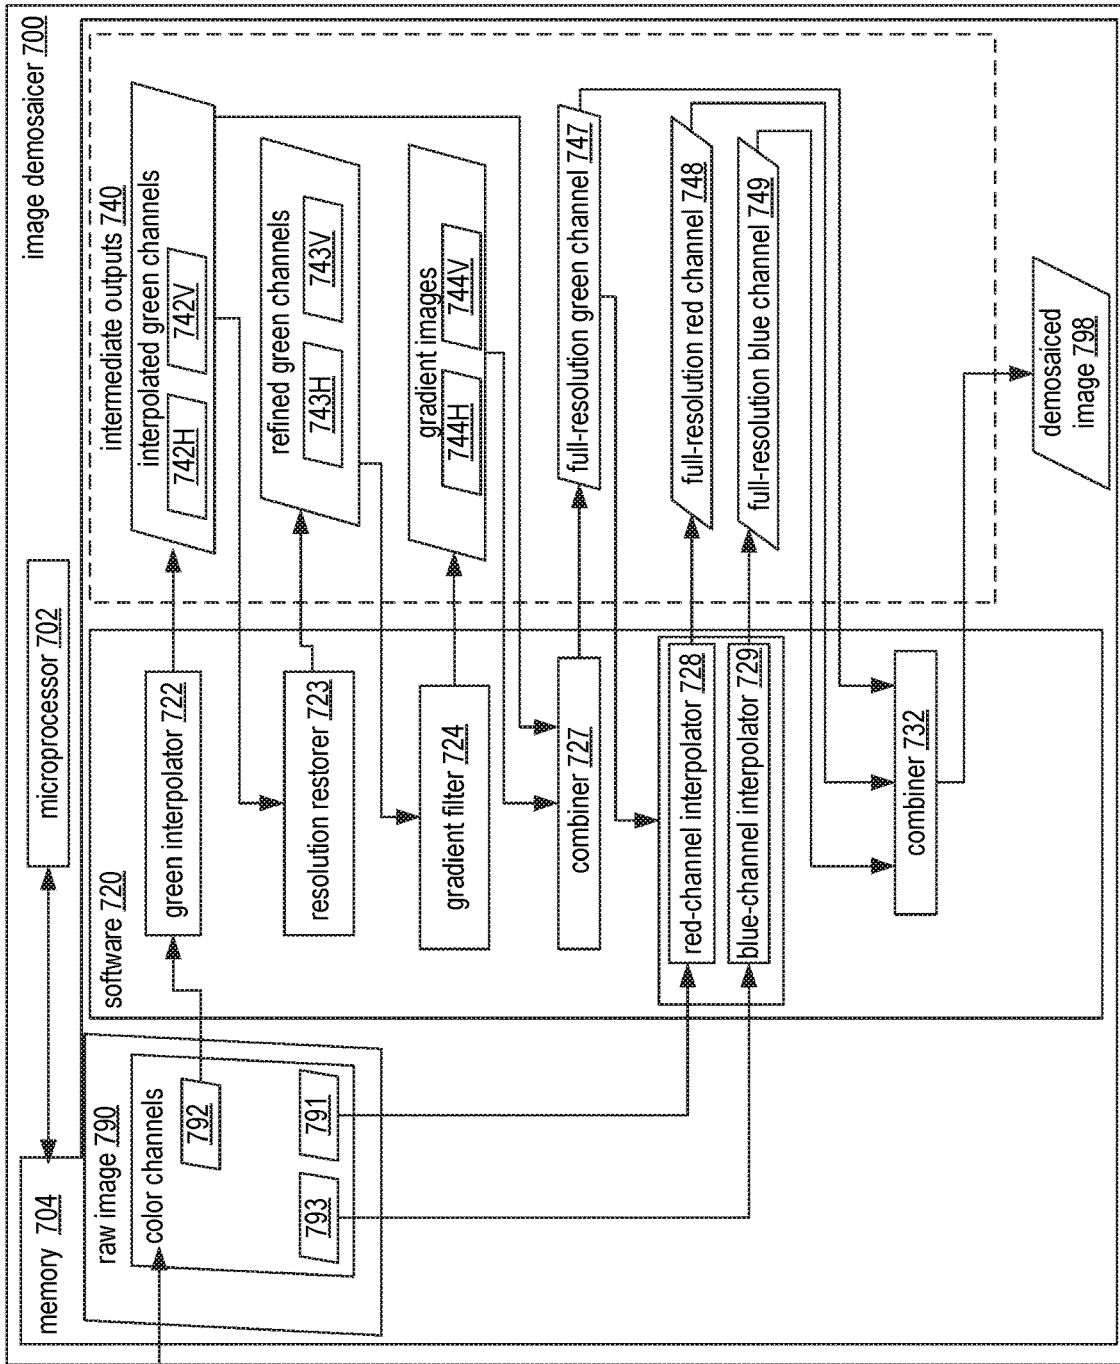 image demosaicer 700
microprocessor 702
memory 704
raw image 790
color channels
792
793
791
software 720
green interpolator 722
resolution restorer 723
gradient filter 724
combiner 727
red-channel interpolator 728
blue-channel interpolator 729
combiner 732
intermediate outputs 740
interpolated green channels
742H
742V
refined green channels
743H
743V
gradient images
744H
744V
full-resolution green channel 747
full-resolution red channel 748
full-resolution blue channel 749
demosaiced
image 798